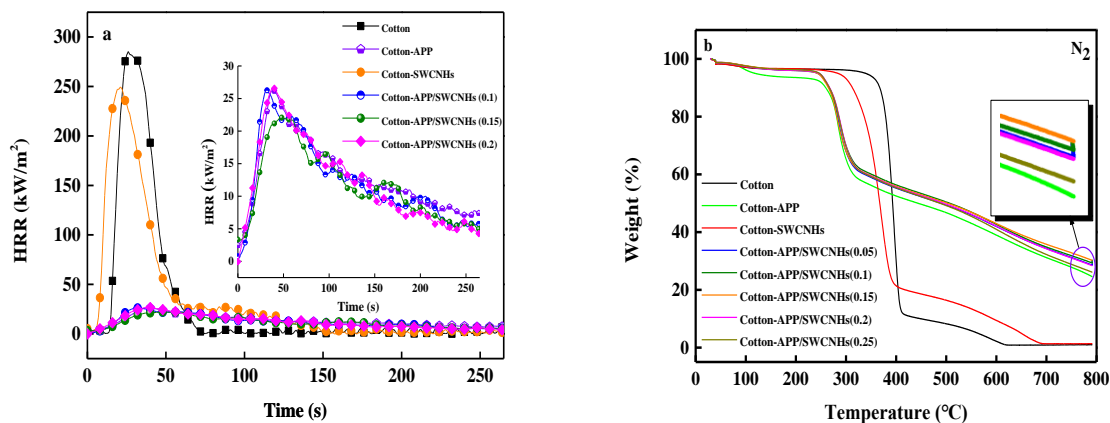 a
HRR (kW/m²)
300
250
200
150
100
50
0
0 50 100 150 200 250
Time (s)
Cotton
Cotton-APP
Cotton-SWCNHs
Cotton-APP/SWCNHs (0.1)
Cotton-APP/SWCNHs (0.15)
Cotton-APP/SWCNHs (0.2)
HRR (kW/m²)
30
25
20
15
10
5
0
0 50 100 150 200 250
Time (s)
b
N₂
Weight (%)
100
80
60
40
20
0
0 100 200 300 400 500 600 700 800
Temperature (°C)
Cotton
Cotton-APP
Cotton-SWCNHs
Cotton-APP/SWCNHs(0.05)
Cotton-APP/SWCNHs(0.1)
Cotton-APP/SWCNHs(0.15)
Cotton-APP/SWCNHs(0.2)
Cotton-APP/SWCNHs(0.25)